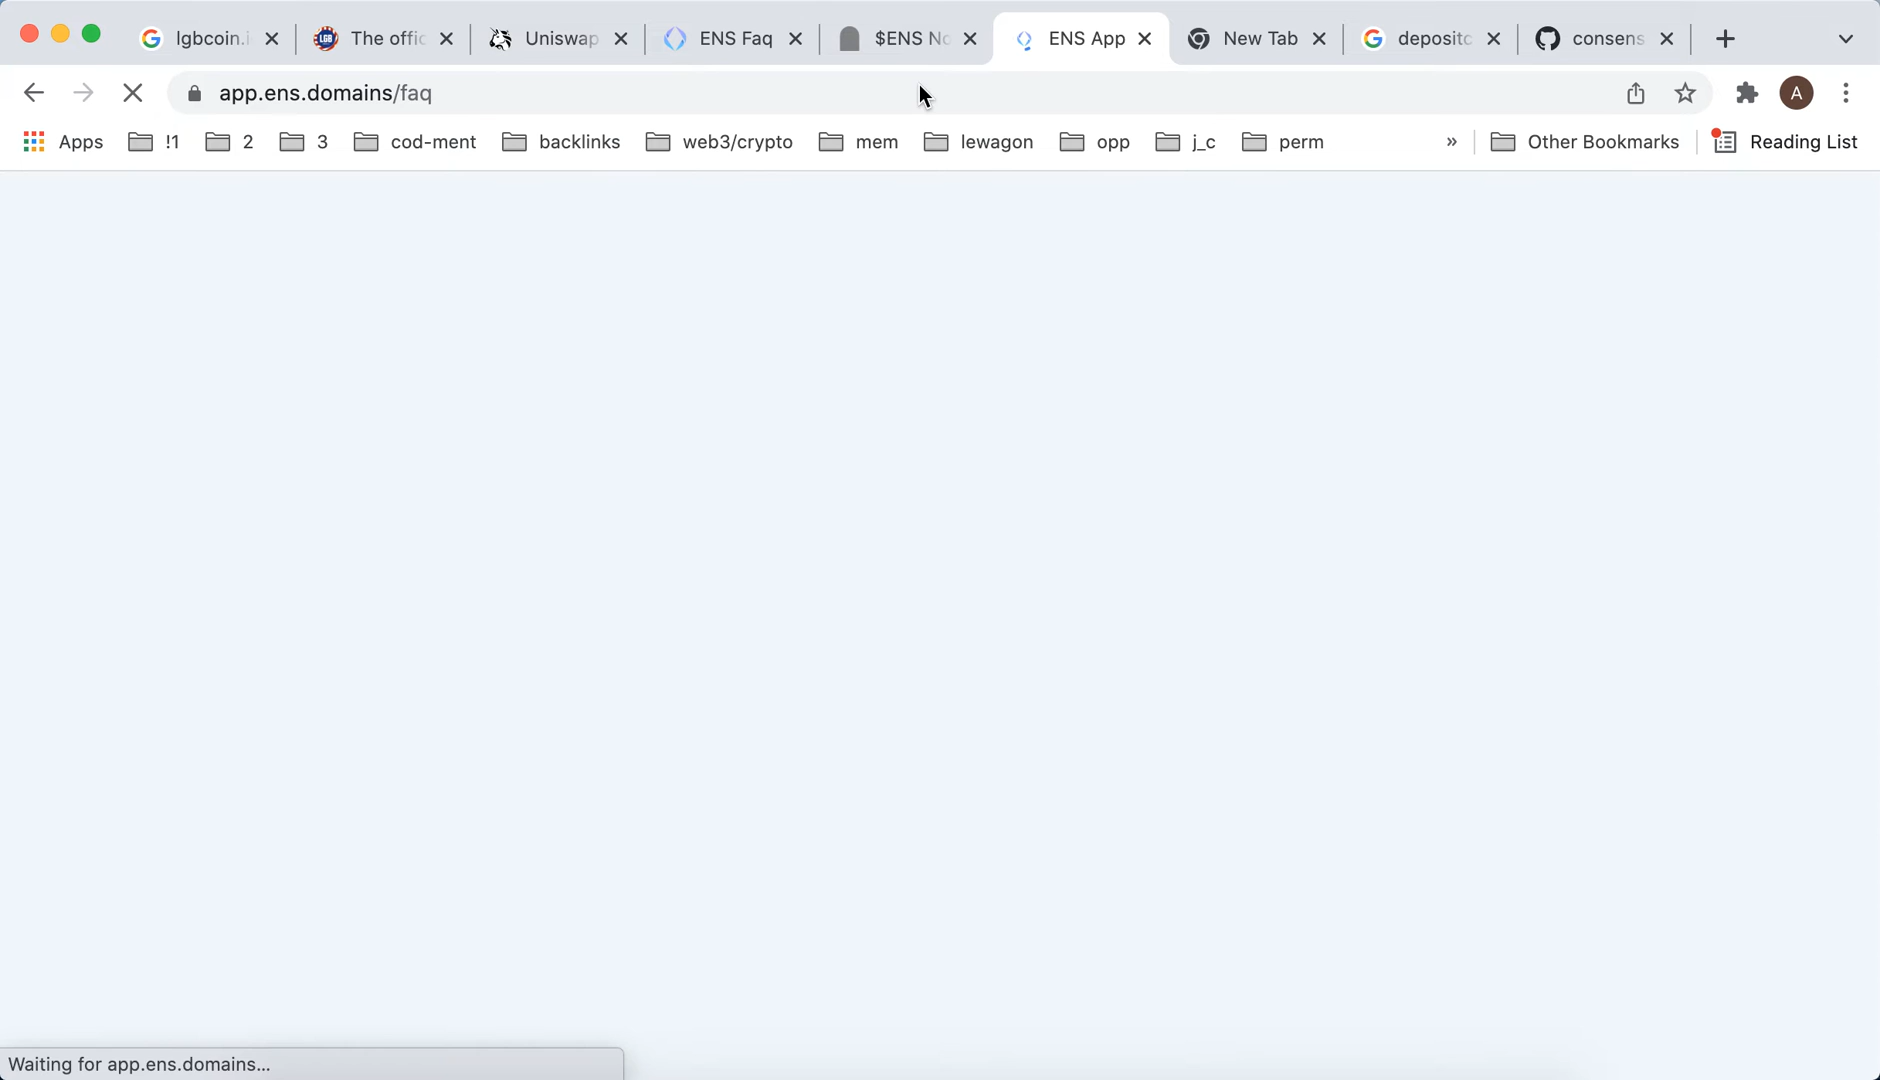 lgbcoin.i
The offic
Uniswap
ENS Faq
$ENS No
ENS App
New Tab
deposito
consens
app.ens.domains/faq
A
Apps
!1
2
3
cod-ment
backlinks
web3/crypto
mem
lewagon
opp
j_c
perm
»
Other Bookmarks
Reading List
Waiting for app.ens.domains...